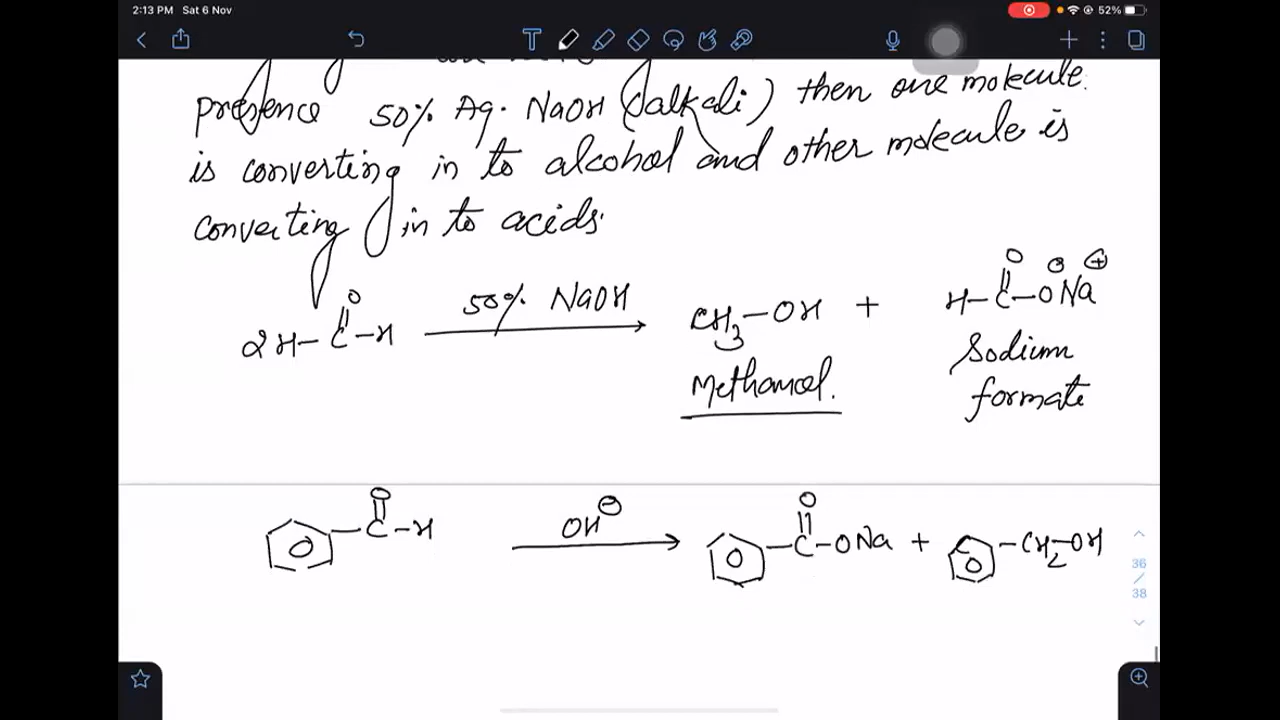 2:13 PM Sat 6 Nov
52%
presence 50% Aq. NaOH (alkali) then one molecule
is converting in to alcohol and other molecule is
converting in to acids.
O O ⊖ ⊕
2H-C-H 50% NaOH CH3-OH + H-C-ONa
Methanol. Sodium
formate
O OH⊖ O
C-H C-ONa + CH2-OH
36
/
38